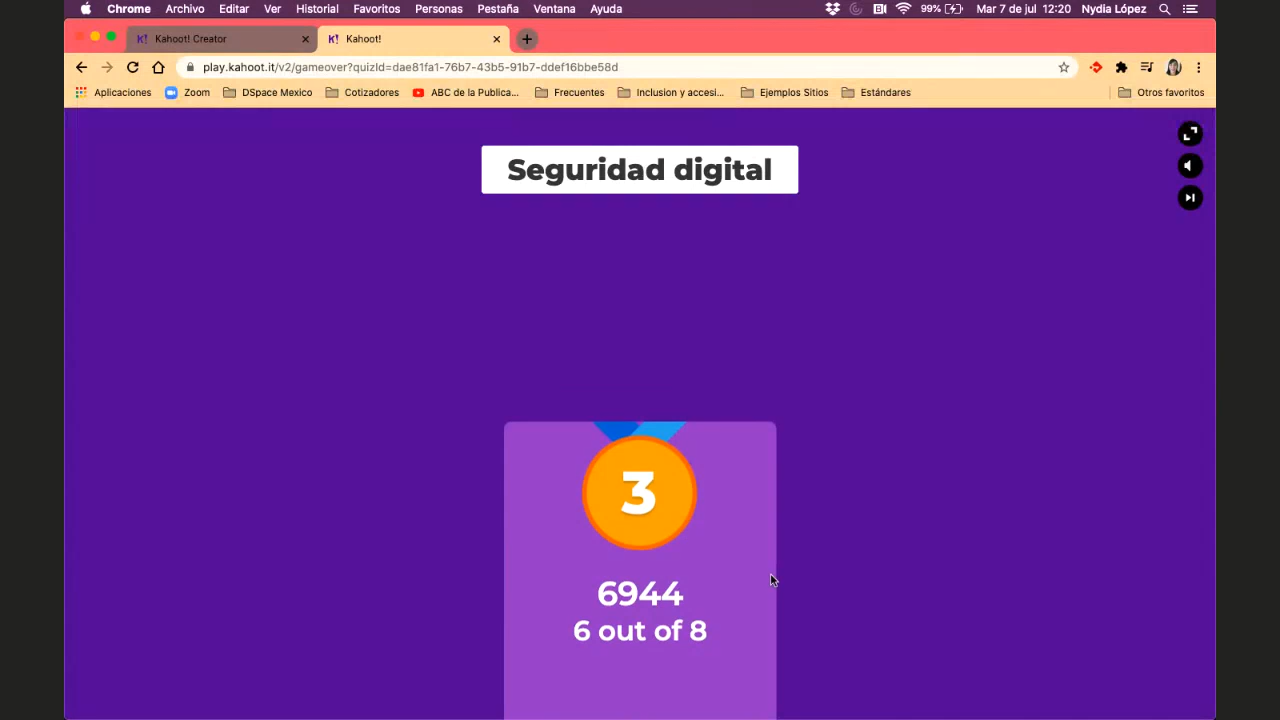 Chrome Archivo Editar Ver Historial Favoritos Personas Pestaña Ventana Ayuda 99% Mar 7 de jul 12:20 Nydia López
K! Kahoot! Creator × K! Kahoot! × +
play.kahoot.it/v2/gameover?quizId=dae81fa1-76b7-43b5-91b7-ddef16bbe58d
Aplicaciones Zoom DSpace Mexico Cotizadores ABC de la Publica... Frecuentes Inclusion y accesi... Ejemplos Sitios Estándares Otros favoritos
Seguridad digital
3
6944
6 out of 8